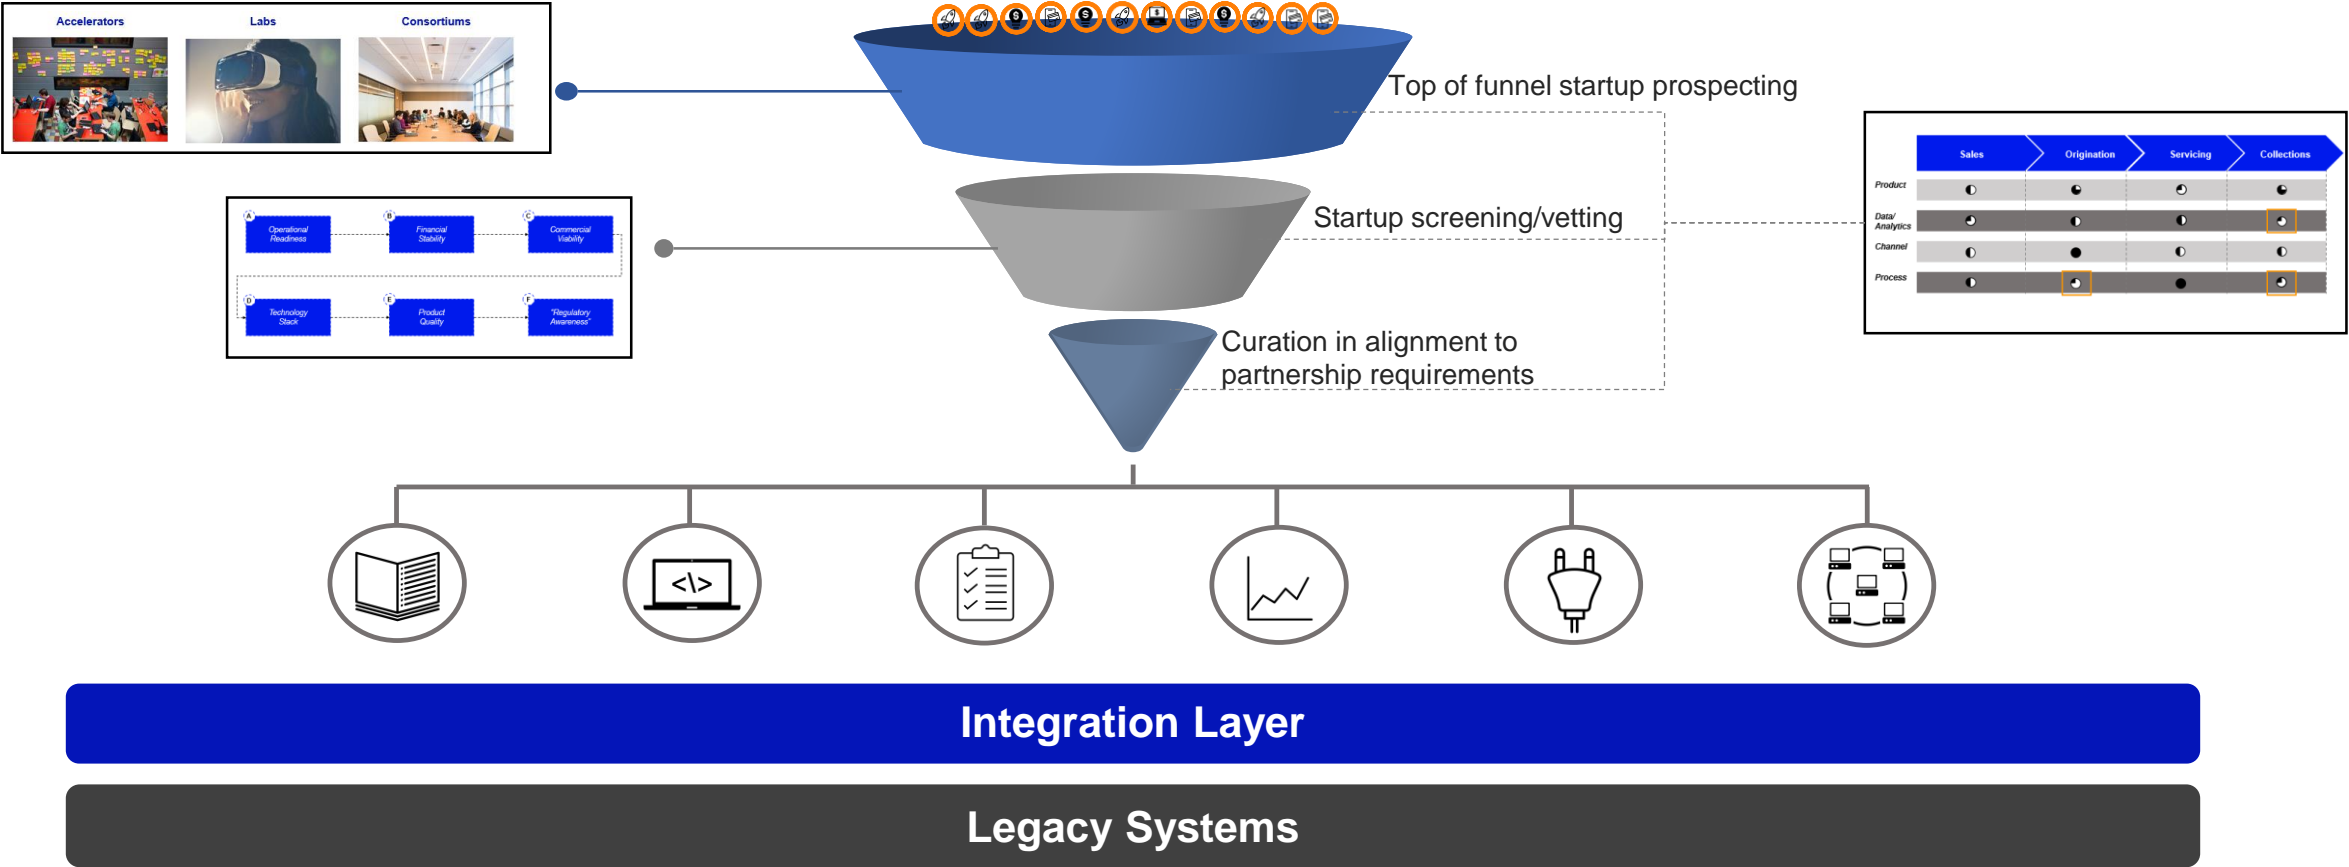 Accelerators
Labs
Consortiums
Top of funnel startup prospecting
Sales
Origination
Servicing
Collections
Product
Data/
Analytics
Channel
Process
A
Operational
Readiness
B
Financial
Stability
C
Commercial
Viability
D
Technology
Stack
E
Product
Quality
F
"Regulatory
Awareness"
Startup screening/vetting
Curation in alignment to
partnership requirements
<\>
Integration Layer
Legacy Systems